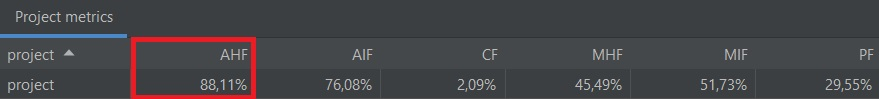 Project metrics
project AHF AIF CF MHF MIF PF
project 88,11% 76,08% 2,09% 45,49% 51,73% 29,55%